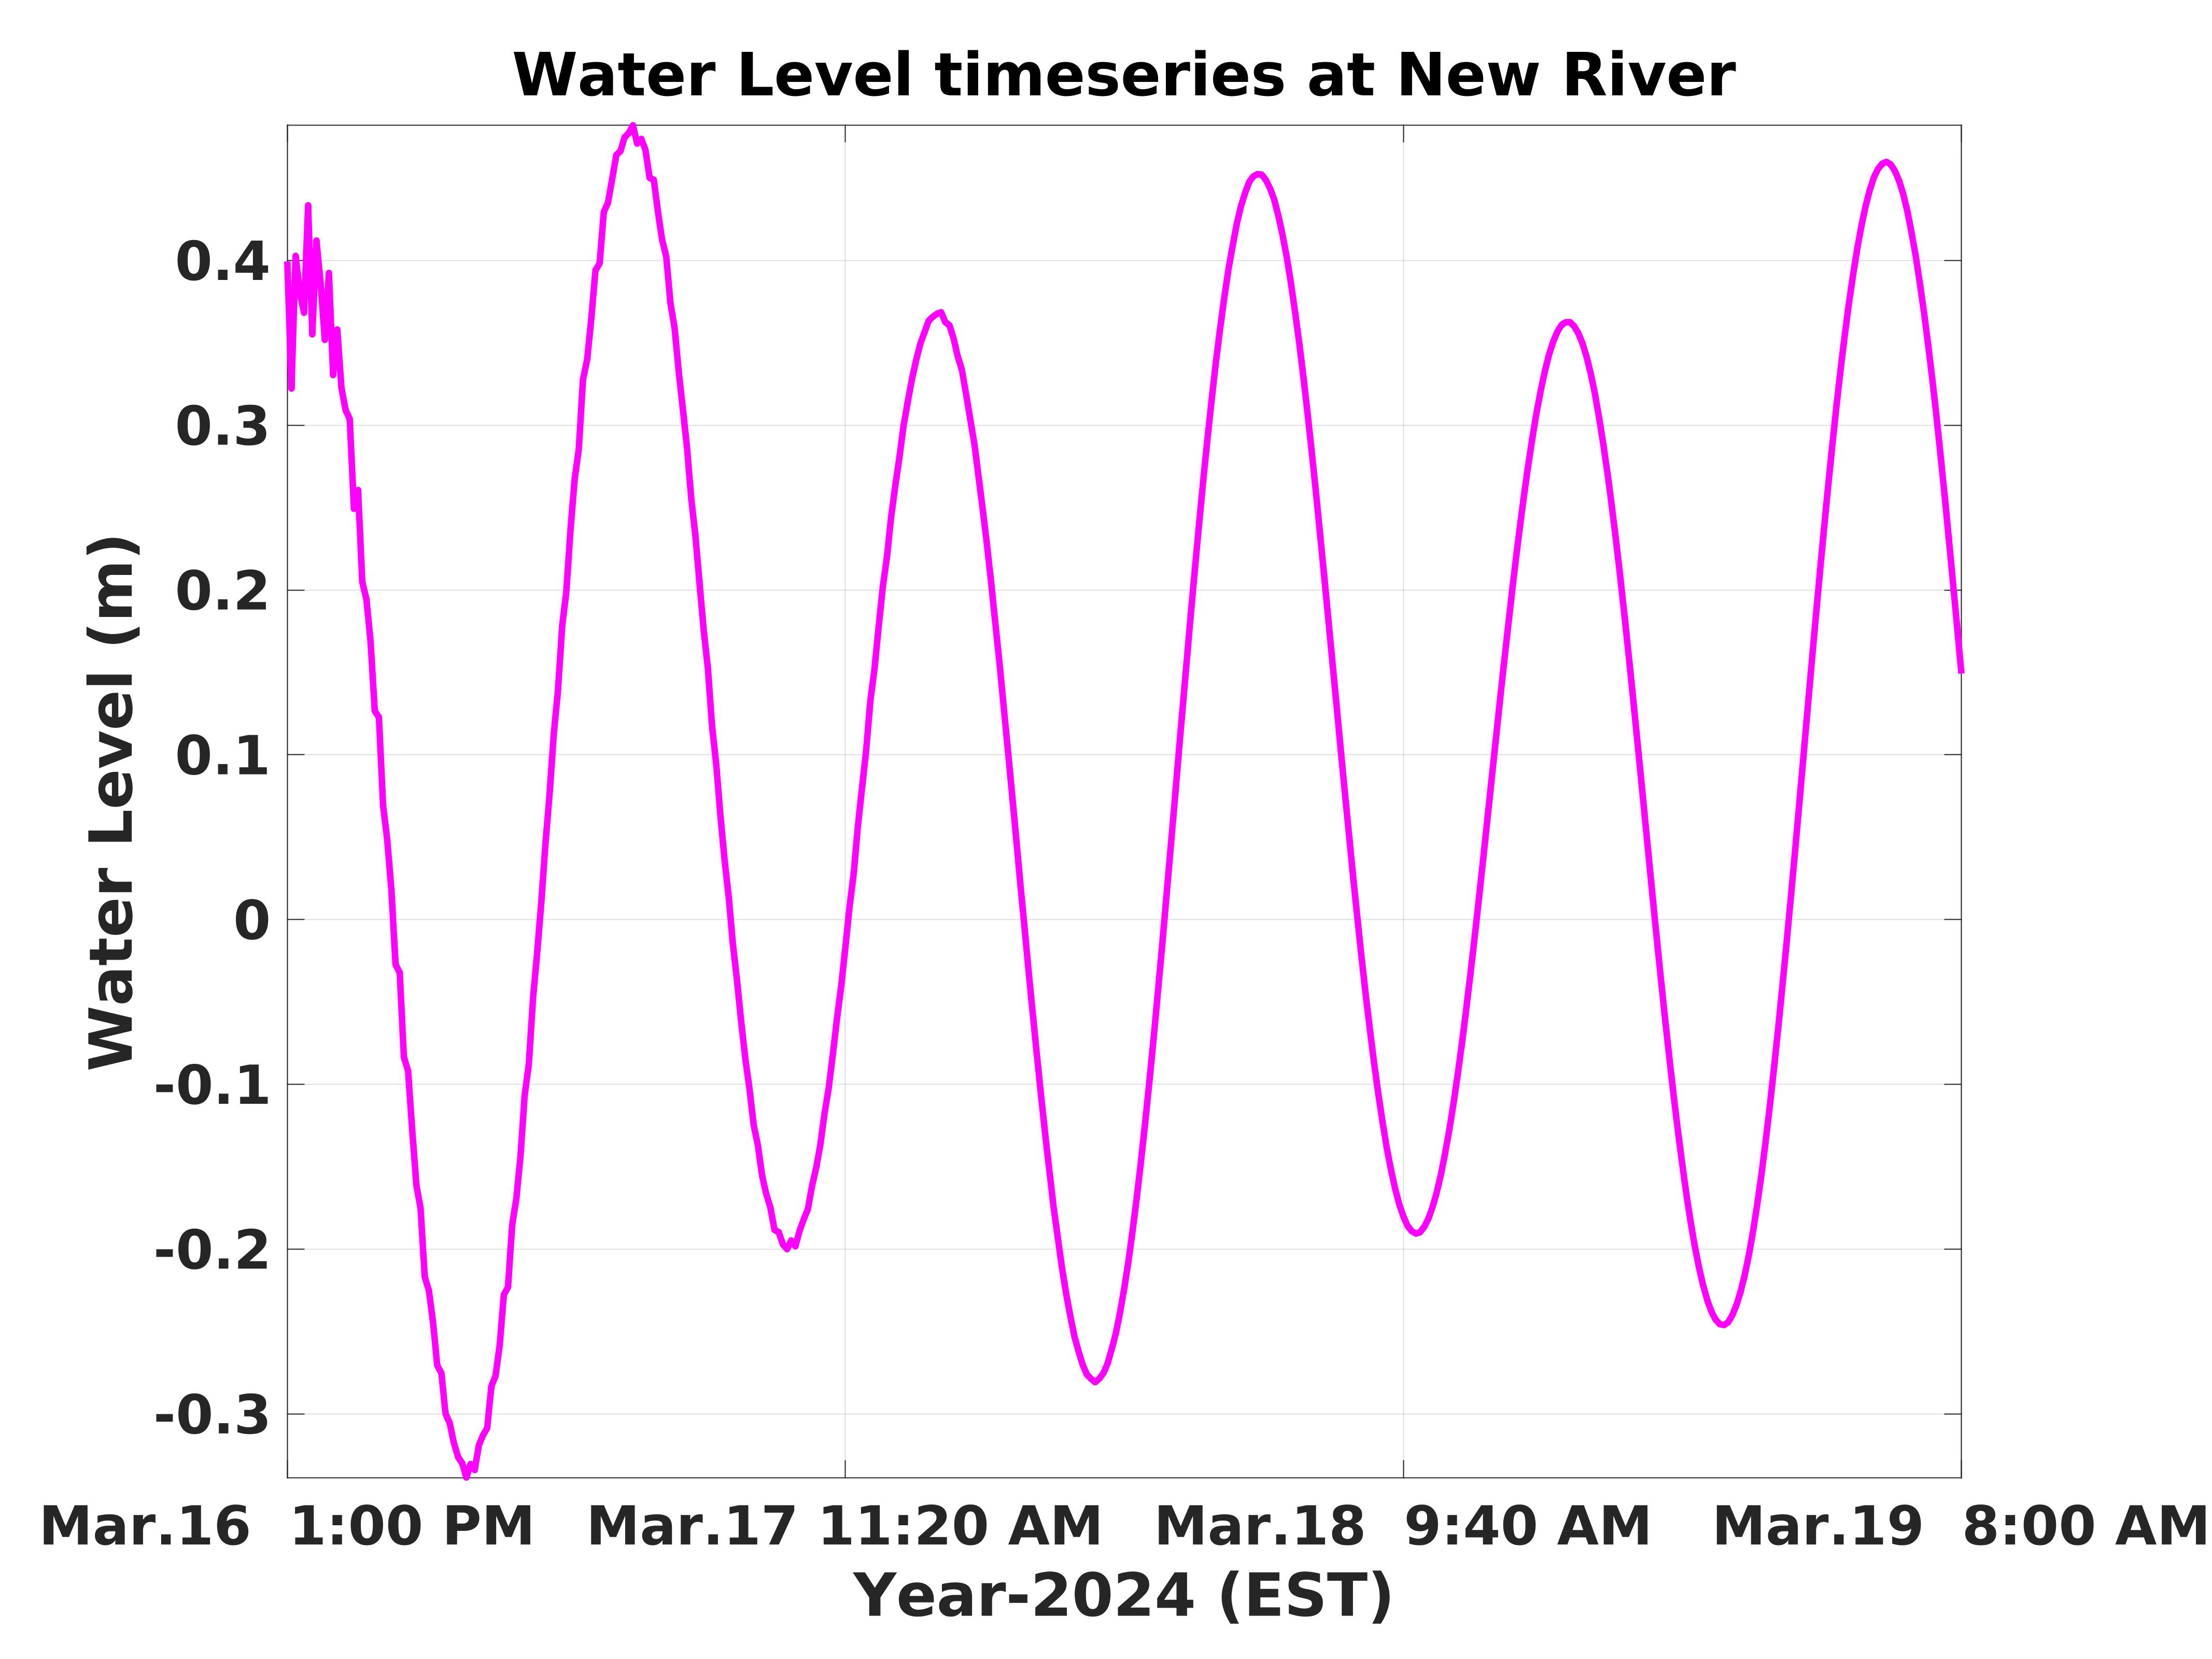 Water Level timeseries at New River
Water Level (m)
0.4
0.3
0.2
0.1
0
-0.1
-0.2
-0.3
Mar.16 1:00 PM Mar.17 11:20 AM Mar.18 9:40 AM Mar.19 8:00 AM
Year-2024 (EST)